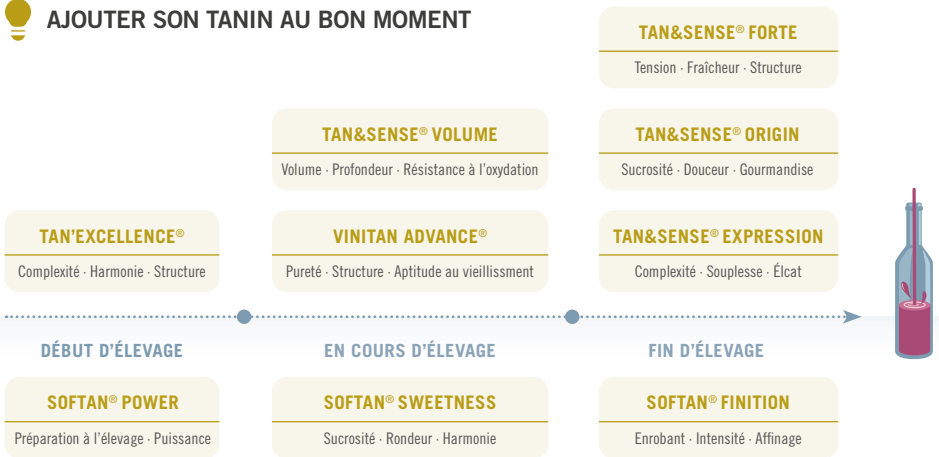 AJOUTER SON TANIN AU BON MOMENT
TAN&SENSE® FORTE
Tension · Fraîcheur · Structure
TAN&SENSE® VOLUME
Volume · Profondeur · Résistance à l'oxydation
TAN&SENSE® ORIGIN
Sucrosité · Douceur · Gourmandise
TAN'EXCELLENCE®
Complexité · Harmonie · Structure
VINITAN ADVANCE®
Pureté · Structure · Aptitude au vieillissment
TAN&SENSE® EXPRESSION
Complexité · Souplesse · Élcat
DÉBUT D'ÉLEVAGE
EN COURS D'ÉLEVAGE
FIN D'ÉLEVAGE
SOFTAN® POWER
Préparation à l'élevage · Puissance
SOFTAN® SWEETNESS
Sucrosité · Rondeur · Harmonie
SOFTAN® FINITION
Enrobant · Intensité · Affinage